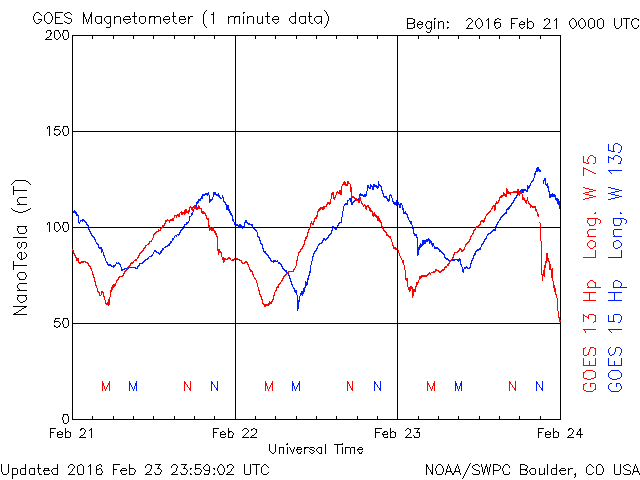 GOES Magnetometer (1 minute data)
Begin: 2016 Feb 21 0000 UTC
200
150
100
50
0
NanoTesla (nT)
M M N N M M N N M M N N
Feb 21 Feb 22 Feb 23 Feb 24
Universal Time
GOES 13 Hp Long. W 75
GOES 15 Hp Long. W 135
Updated 2016 Feb 23 23:59:02 UTC
NOAA/SWPC Boulder, CO USA